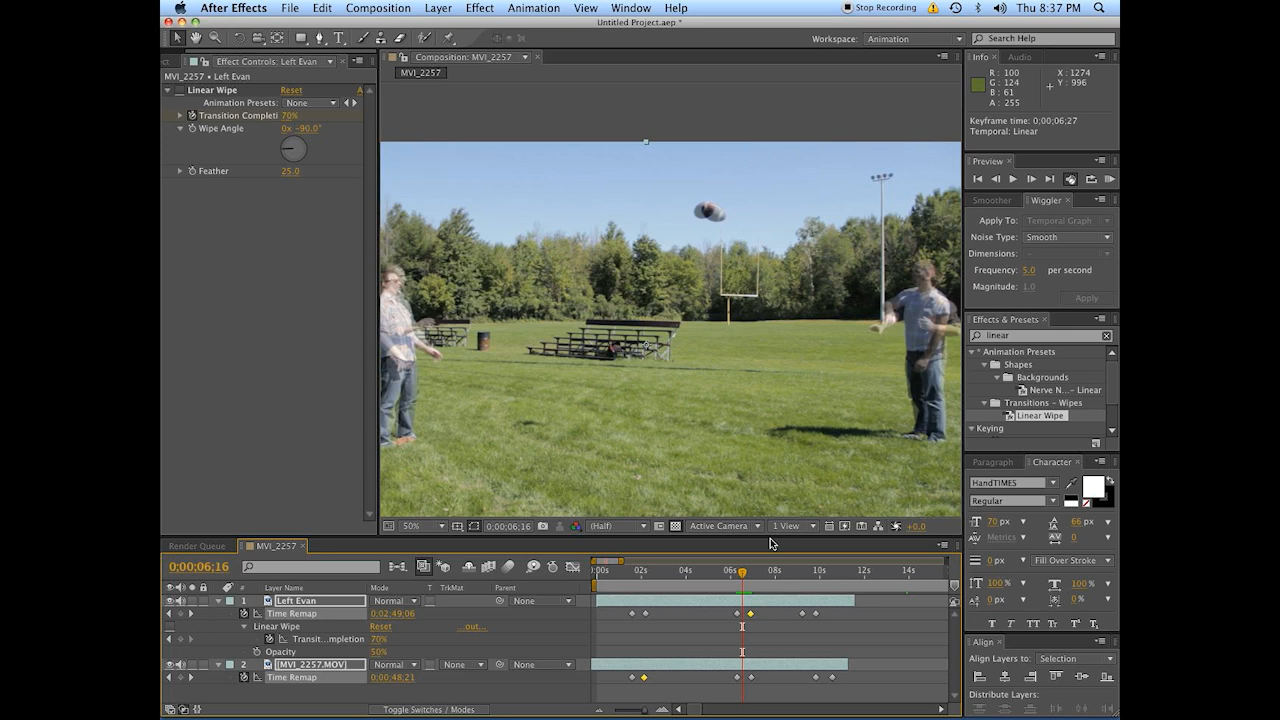 After Effects File Edit Composition Layer Effect Animation View Window Help Stop Recording Thu 8:37 PM
Untitled Project.aep *
Workspace: Animation Search Help
Effect Controls: Left Evan Composition: MVI_2257 Info Audio
MVI_2257 • Left Evan MVI_2257
Linear Wipe Reset A
Animation Presets: None
Transition Completi 70%
Wipe Angle 0x -90.0°
Feather 25.0
R: 100 X: 1274
G: 124 Y: 996
B: 61
A: 255
Keyframe time: 0;00;06;27
Temporal: Linear
Preview
Smoother Wiggler
Apply To: Temporal Graph
Noise Type: Smooth
Dimensions: -
Frequency: 5.0 per second
Magnitude: 1.0
Apply
Effects & Presets
linear
* Animation Presets
Shapes
Backgrounds
Nerve N...- Linear
Transitions - Wipes
Linear Wipe
Keying
Paragraph Character
HandTIMES
Regular
70 px 66 px
Metrics 0
0 px Fill Over Stroke
100% 100%
0 px 0%
T T TT Tt T¹ T₁
Align
Align Layers to: Selection
Distribute Layers:
50% 0;00;06;16 (Half) Active Camera 1 View +0.0
Render Queue MVI_2257
0;00;06;16 0:00s 02s 04s 06s 08s 10s 12s 14s
# Layer Name Mode T TrkMat Parent
1 Left Evan Normal None
Time Remap 0;02;49;06
Linear Wipe Reset ...out...
Transit...mpletion 70%
Opacity 50%
2 [MVI_2257.MOV] Normal None None
Time Remap 0;00;48;21
Toggle Switches / Modes